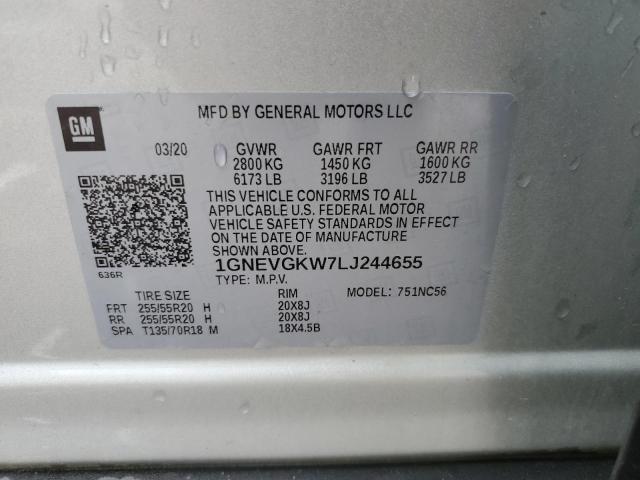 GM
MFD BY GENERAL MOTORS LLC
03/20 GVWR GAWR FRT GAWR RR
2800 KG 1450 KG 1600 KG
6173 LB 3196 LB 3527 LB
THIS VEHICLE CONFORMS TO ALL
APPLICABLE U.S. FEDERAL MOTOR
VEHICLE SAFETY STANDARDS IN EFFECT
ON THE DATE OF MANUFACTURE
SHOWN ABOVE.
636R
1GNEVGKW7LJ244655
TYPE: M.P.V. MODEL: 751NC56
TIRE SIZE RIM
FRT 255/55R20 H 20X8J
RR 255/55R20 H 20X8J
SPA T135/70R18 M 18X4.5B